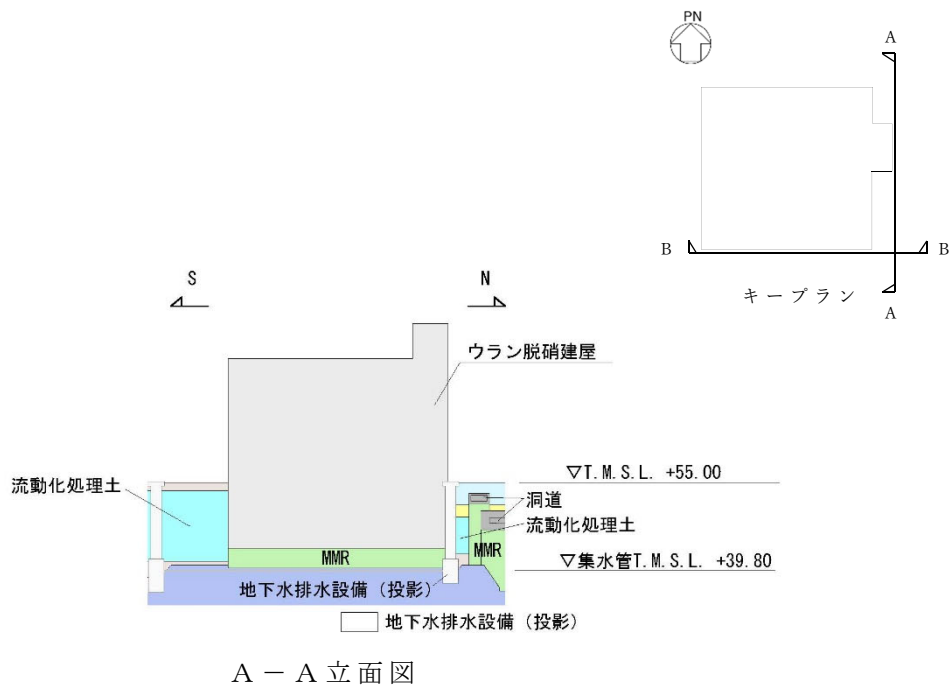 PN
A
B
B
キープラン
A
S
N
ウラン脱硝建屋
▽T.M.S.L. +55.00
流動化処理土
洞道
流動化処理土
MMR
MMR
▽集水管T.M.S.L. +39.80
地下水排水設備（投影）
地下水排水設備（投影）
A－A立面図